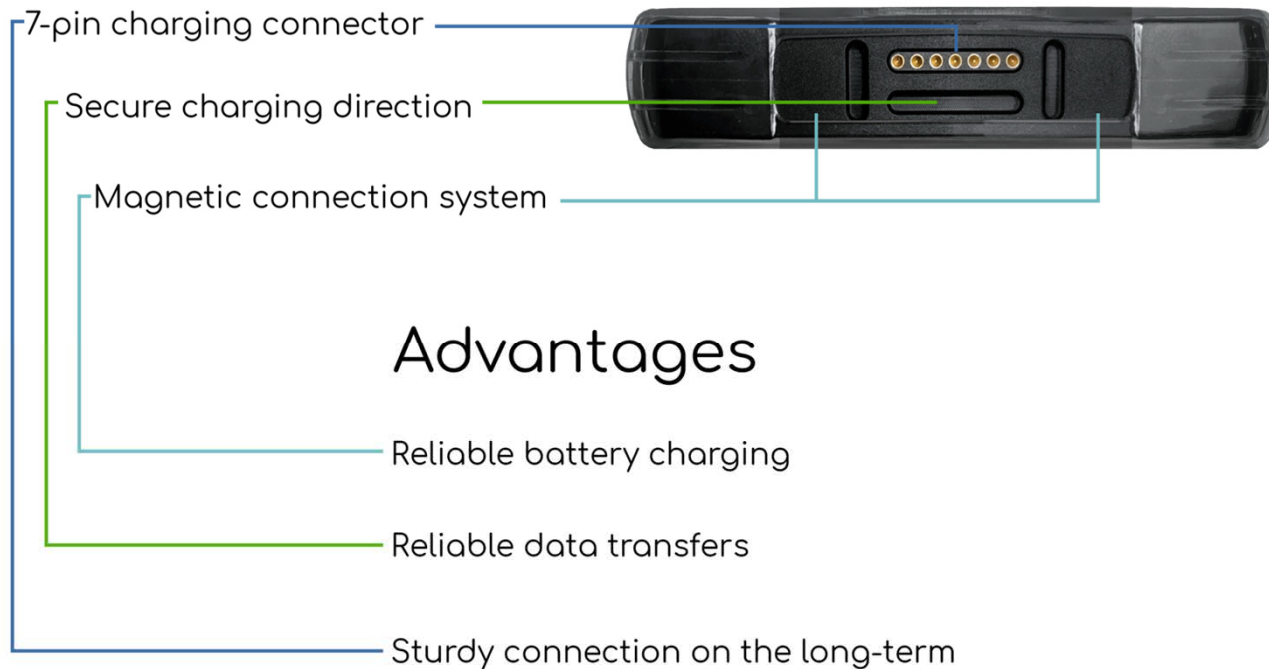 7-pin charging connector
Secure charging direction
Magnetic connection system
Advantages
Reliable battery charging
Reliable data transfers
Sturdy connection on the long-term